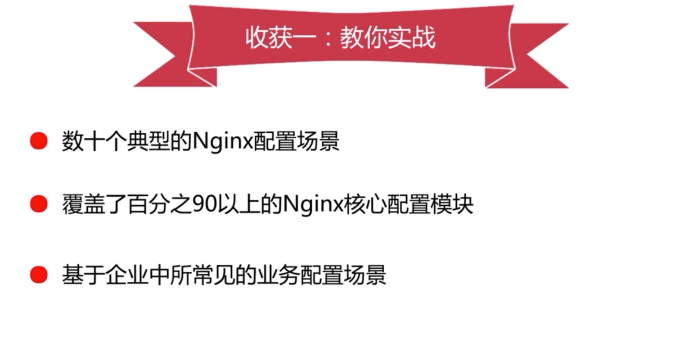 收获一：教你实战
数十个典型的Nginx配置场景
覆盖了百分之90以上的Nginx核心配置模块
基于企业中所常见的业务配置场景